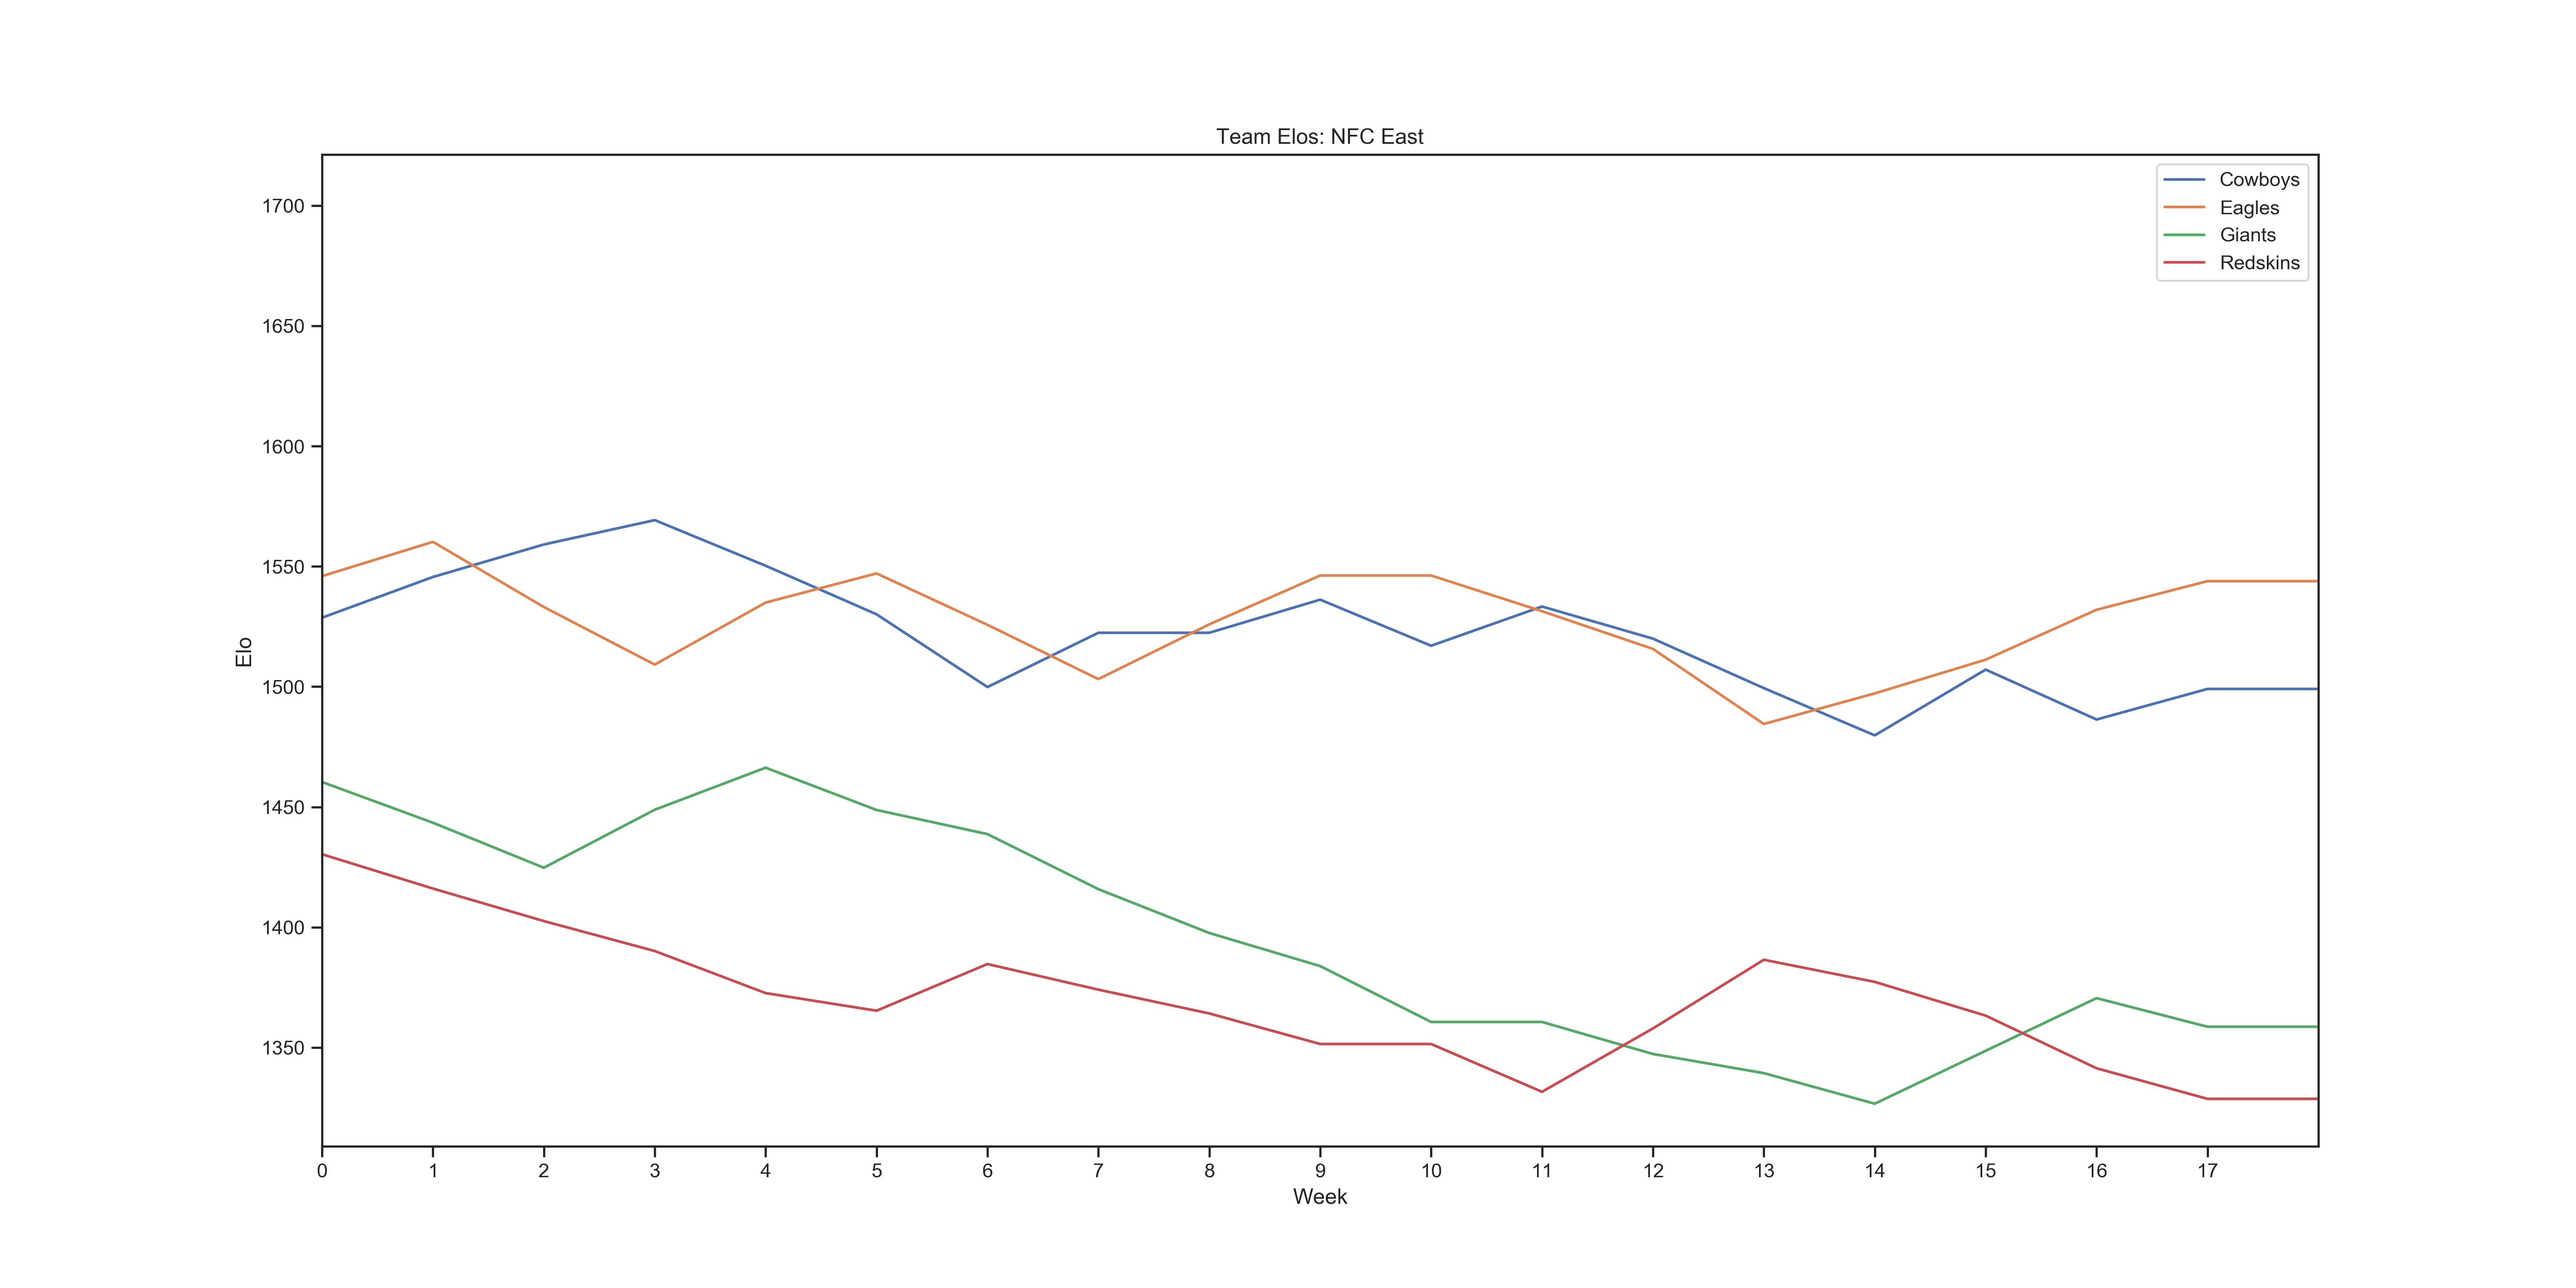 Team Elos: NFC East
Cowboys
Eagles
Giants
Redskins
1700
1650
1600
1550
1500
1450
1400
1350
Elo
0 1 2 3 4 5 6 7 8 9 10 11 12 13 14 15 16 17
Week